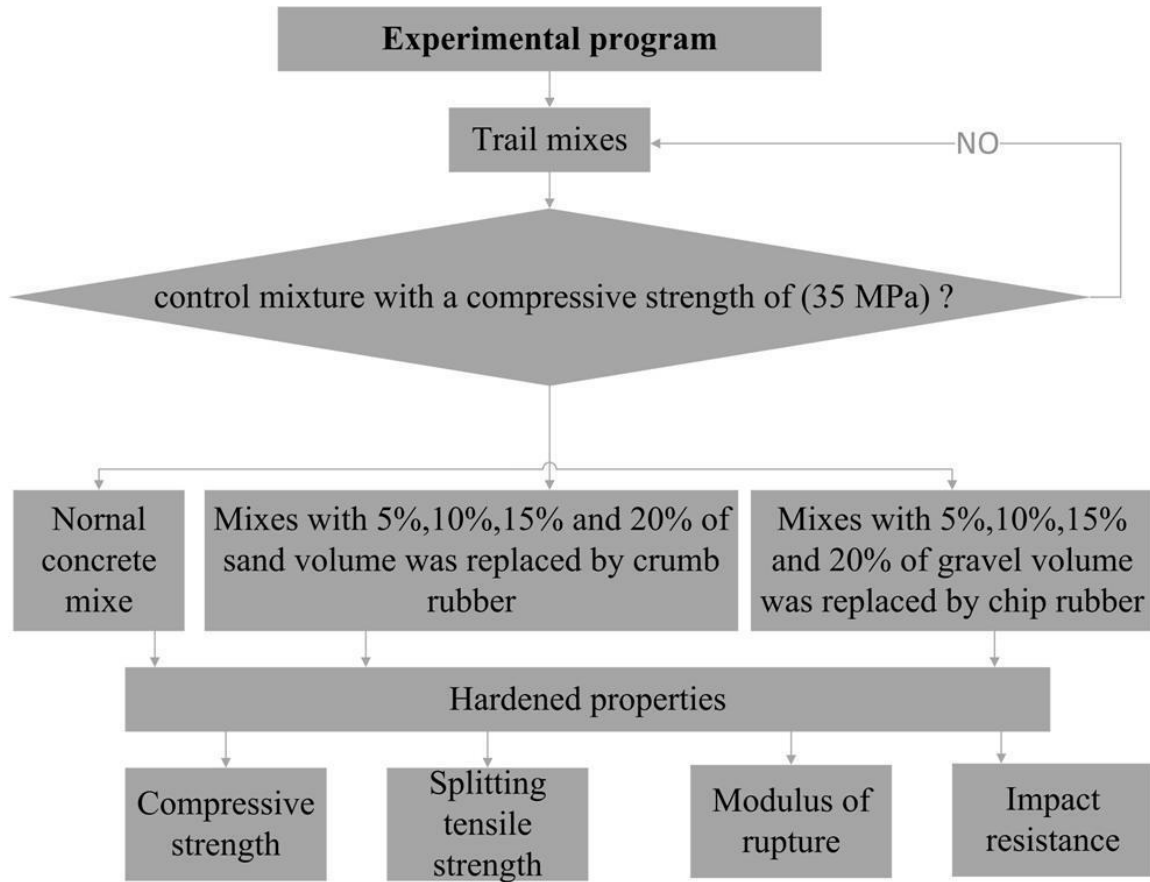 Experimental program
Trail mixes
NO
control mixture with a compressive strength of (35 MPa) ?
Nornal
concrete
mixe
Mixes with 5%,10%,15% and 20% of
sand volume was replaced by crumb
rubber
Mixes with 5%,10%,15%
and 20% of gravel volume
was replaced by chip rubber
Hardened properties
Compressive
strength
Splitting
tensile
strength
Modulus of
rupture
Impact
resistance